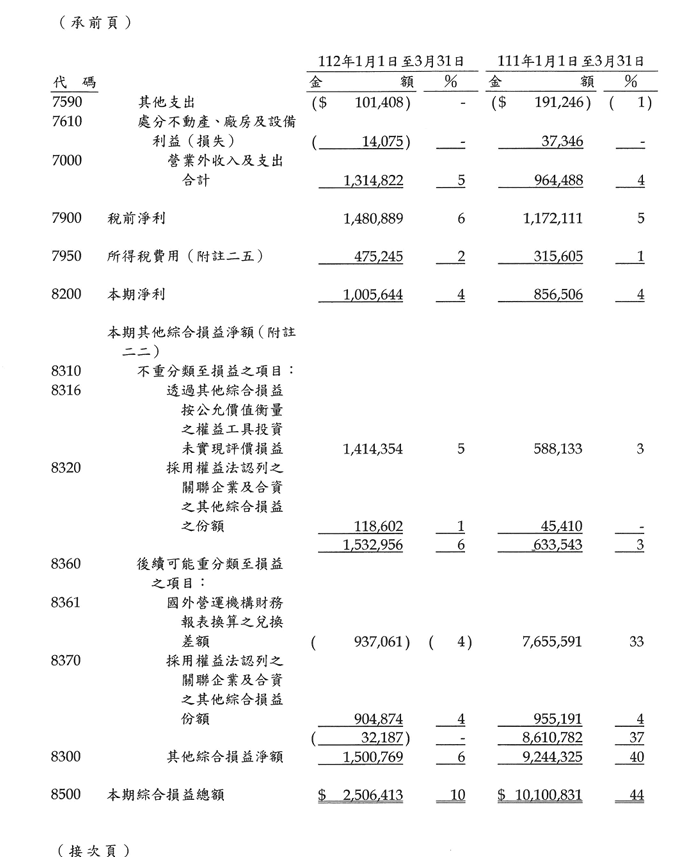 （承前頁）
112年1月1日至3月31日 111年1月1日至3月31日
代 碼 金 額 % 金 額 %
7590 其他支出 ($ 101,408) - ($ 191,246) ( 1)
7610 處分不動產、廠房及設備
利益（損失） ( 14,075) - 37,346 -
7000 營業外收入及支出
合計 1,314,822 5 964,488 4
7900 稅前淨利 1,480,889 6 1,172,111 5
7950 所得稅費用（附註二五） 475,245 2 315,605 1
8200 本期淨利 1,005,644 4 856,506 4
本期其他綜合損益淨額（附註
二二）
8310 不重分類至損益之項目：
8316 透過其他綜合損益
按公允價值衡量
之權益工具投資
未實現評價損益 1,414,354 5 588,133 3
8320 採用權益法認列之
關聯企業及合資
之其他綜合損益
之份額 118,602 1 45,410 -
1,532,956 6 633,543 3
8360 後續可能重分類至損益
之項目：
8361 國外營運機構財務
報表換算之兌換
差額 ( 937,061) ( 4) 7,655,591 33
8370 採用權益法認列之
關聯企業及合資
之其他綜合損益
份額 904,874 4 955,191 4
( 32,187) - 8,610,782 37
8300 其他綜合損益淨額 1,500,769 6 9,244,325 40
8500 本期綜合損益總額 $ 2,506,413 10 $ 10,100,831 44
（接次頁）